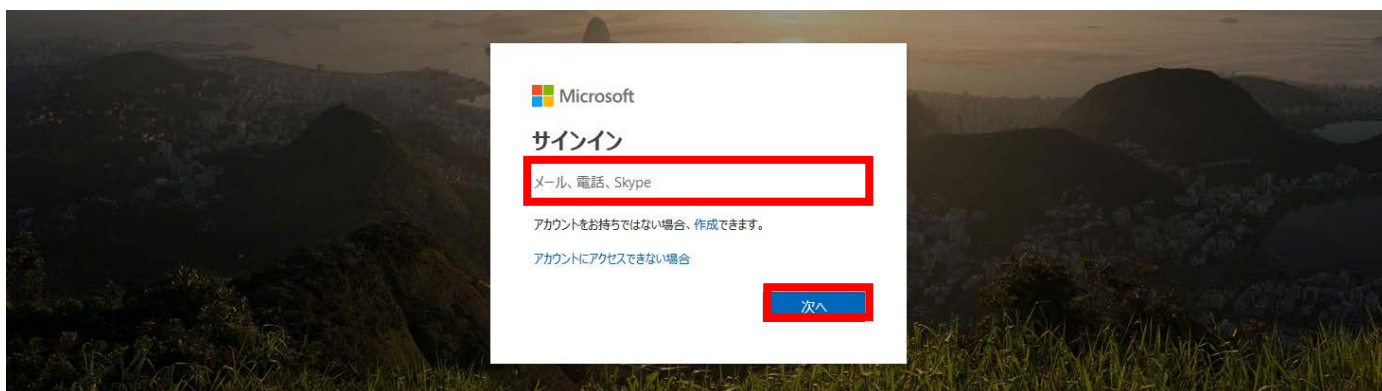 Microsoft
サインイン
メール、電話、Skype
アカウントをお持ちではない場合、作成できます。
アカウントにアクセスできない場合
次へ